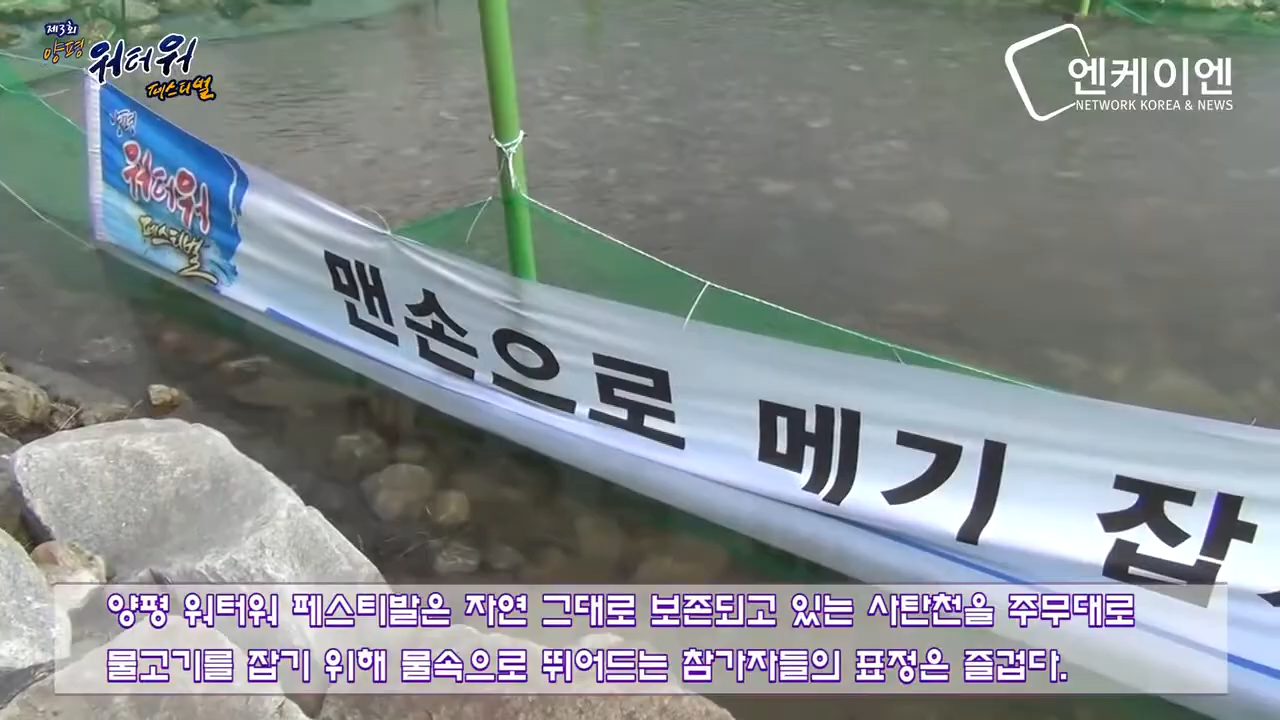 제3회
양평
워터워
페스티벌
엔케이엔
NETWORK KOREA & NEWS
양평
워터워
페스티벌
맨손으로 메기 잡
양평 워터워 페스티발은 자연 그대로 보존되고 있는 사탄천을 주무대로
물고기를 잡기 위해 물속으로 뛰어드는 참가자들의 표정은 즐겁다.